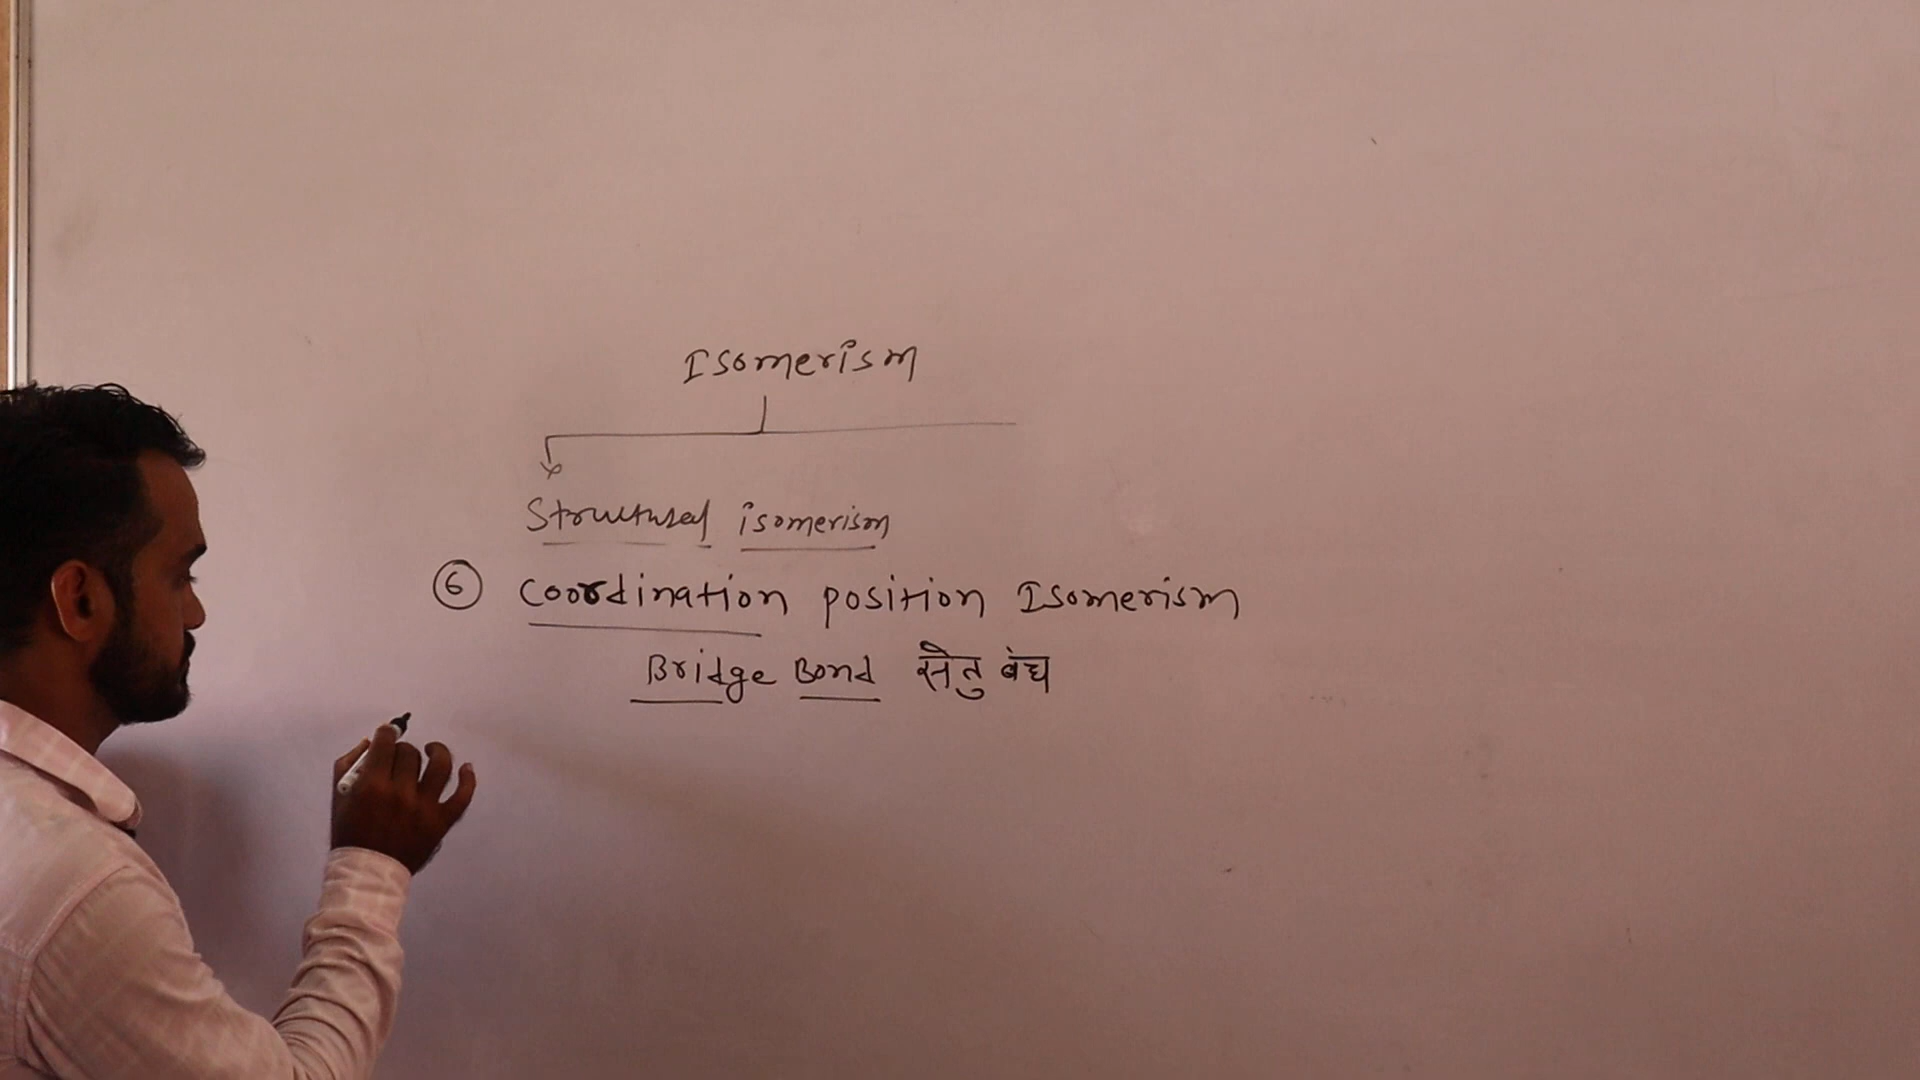 Isomerism
Structural isomerism
⑥ Coordination position Isomerism
Bridge Bond सेतु बंध